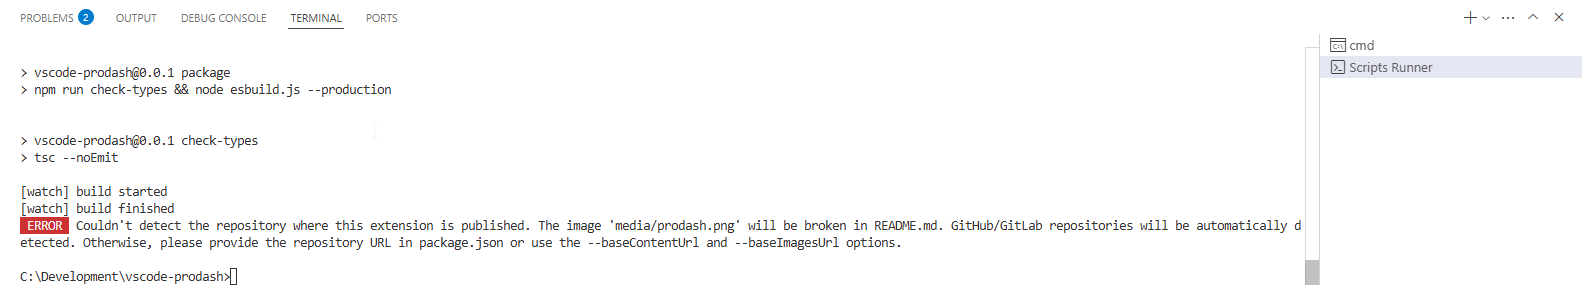 PROBLEMS 2 OUTPUT DEBUG CONSOLE TERMINAL PORTS
cmd
Scripts Runner
> vscode-prodash@0.0.1 package
> npm run check-types && node esbuild.js --production
> vscode-prodash@0.0.1 check-types
> tsc --noEmit
[watch] build started
[watch] build finished
ERROR Couldn't detect the repository where this extension is published. The image 'media/prodash.png' will be broken in README.md. GitHub/GitLab repositories will be automatically d
etected. Otherwise, please provide the repository URL in package.json or use the --baseContentUrl and --baseImagesUrl options.
C:\Development\vscode-prodash>